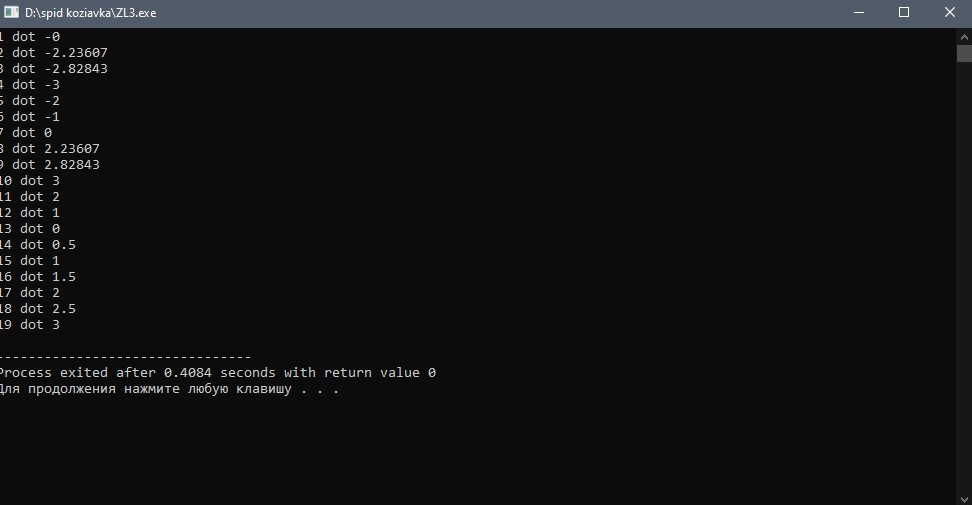 D:\spid koziavka\ZL3.exe
1 dot -0
2 dot -2.23607
3 dot -2.82843
4 dot -3
5 dot -2
6 dot -1
7 dot 0
8 dot 2.23607
9 dot 2.82843
10 dot 3
11 dot 2
12 dot 1
13 dot 0
14 dot 0.5
15 dot 1
16 dot 1.5
17 dot 2
18 dot 2.5
19 dot 3
--------------------------------
Process exited after 0.4084 seconds with return value 0
Для продолжения нажмите любую клавишу . . .